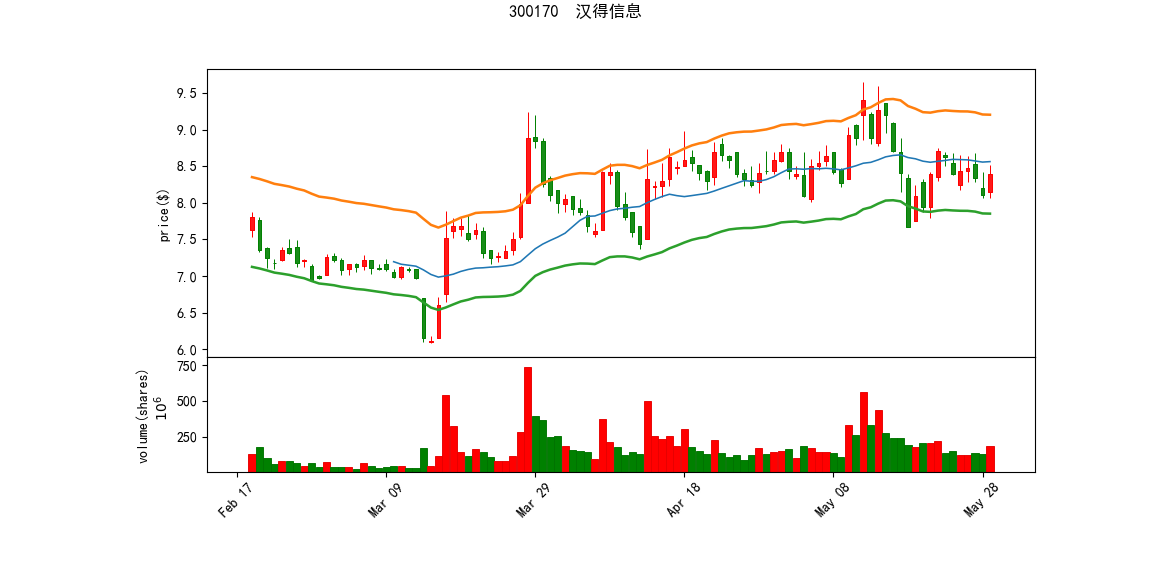 300170 汉得信息
price($)
9.5
9.0
8.5
8.0
7.5
7.0
6.5
6.0
volume(shares)
10^6
750
500
250
Feb 17
Mar 09
Mar 29
Apr 18
May 08
May 28